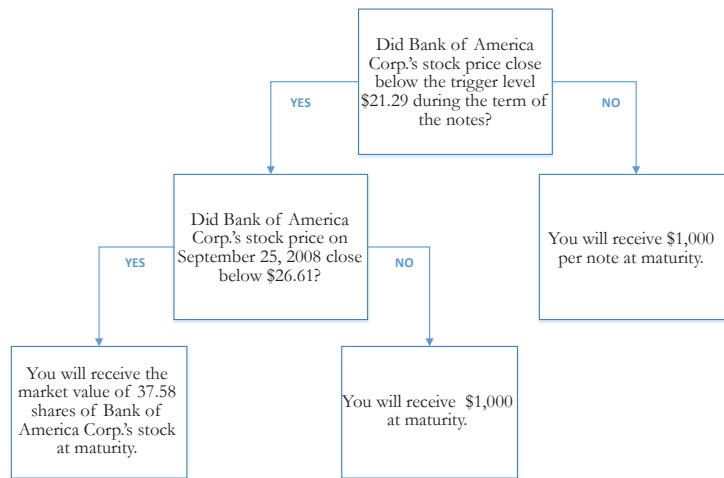 Did Bank of America
Corp.'s stock price close
below the trigger level
$21.29 during the term of
the notes?
YES
NO
Did Bank of America
Corp.'s stock price on
September 25, 2008 close
below $26.61?
You will receive $1,000
per note at maturity.
YES
NO
You will receive the
market value of 37.58
shares of Bank of
America Corp.'s stock
at maturity.
You will receive $1,000
at maturity.